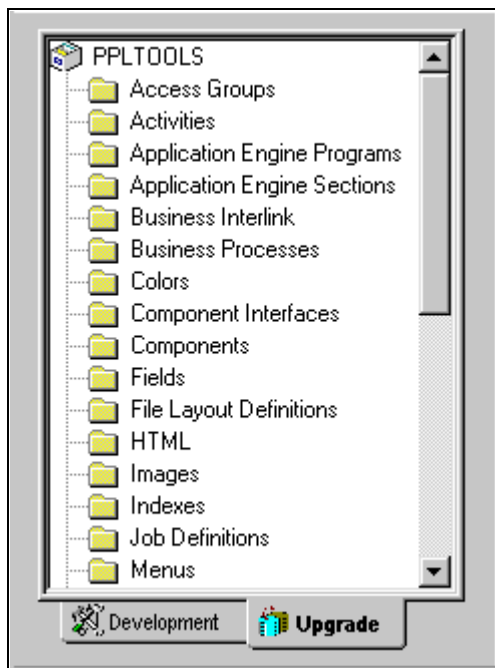 PPLTOOLS
Access Groups
Activities
Application Engine Programs
Application Engine Sections
Business Interlink
Business Processes
Colors
Component Interfaces
Components
Fields
File Layout Definitions
HTML
Images
Indexes
Job Definitions
Menus
Development Upgrade